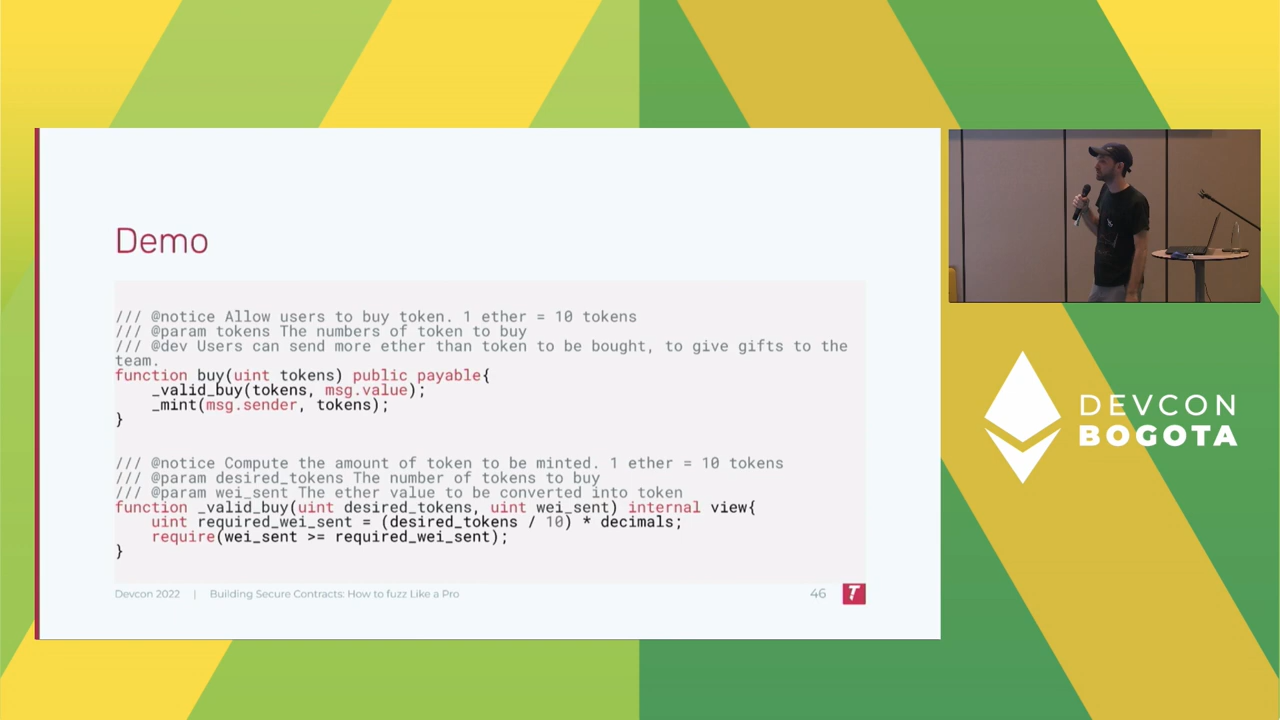 Demo
/// @notice Allow users to buy token. 1 ether = 10 tokens
/// @param tokens The numbers of token to buy
/// @dev Users can send more ether than token to be bought, to give gifts to the
team.
function buy(uint tokens) public payable{
    _valid_buy(tokens, msg.value);
    _mint(msg.sender, tokens);
}
/// @notice Compute the amount of token to be minted. 1 ether = 10 tokens
/// @param desired_tokens The number of tokens to buy
/// @param wei_sent The ether value to be converted into token
function _valid_buy(uint desired_tokens, uint wei_sent) internal view{
    uint required_wei_sent = (desired_tokens / 10) * decimals;
    require(wei_sent >= required_wei_sent);
}
Devcon 2022 | Building Secure Contracts: How to fuzz Like a Pro 46
DEVCON
BOGOTA